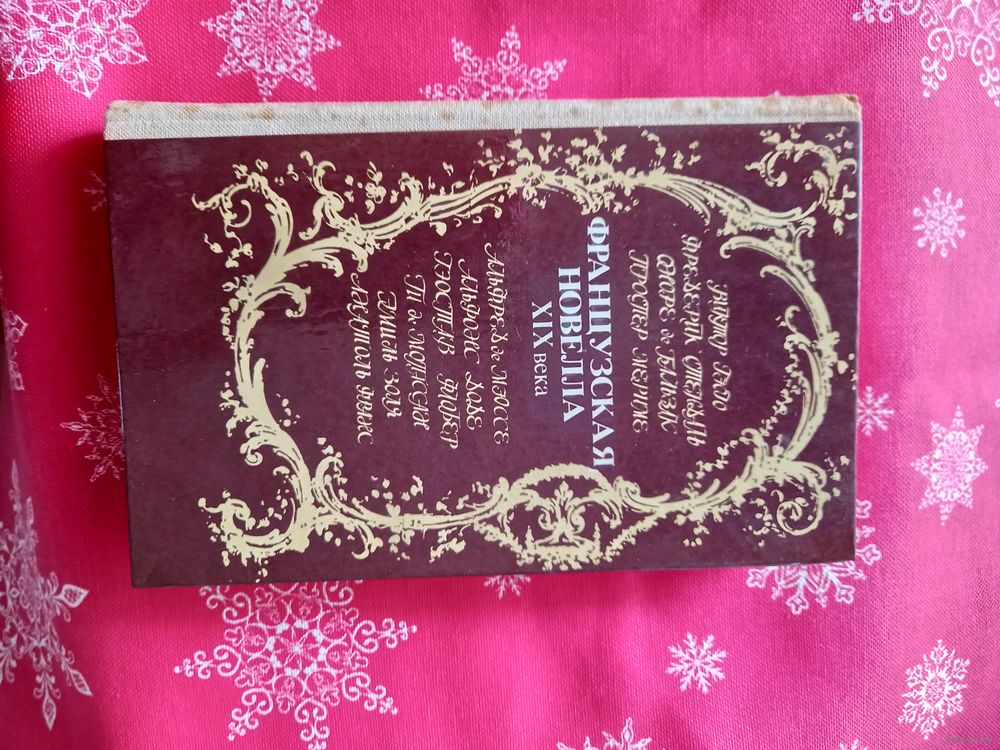 ВИКТОР ГЮГО
ФРЕДЕРИК СТЕНДАЛЬ
ОНОРЕ де БАЛЬЗАК
ПРОСПЕР МЕРИМЕ
ФРАНЦУЗСКАЯ
НОВЕЛЛА
XIX века
АЛЬФРЕД де МЮССЕ
АЛЬФОНС ДОДЕ
ГЮСТАВ ФЛОБЕР
Ги де МОПАССАН
ЭМИЛЬ ЗОЛЯ
АНАТОЛЬ ФРАНС